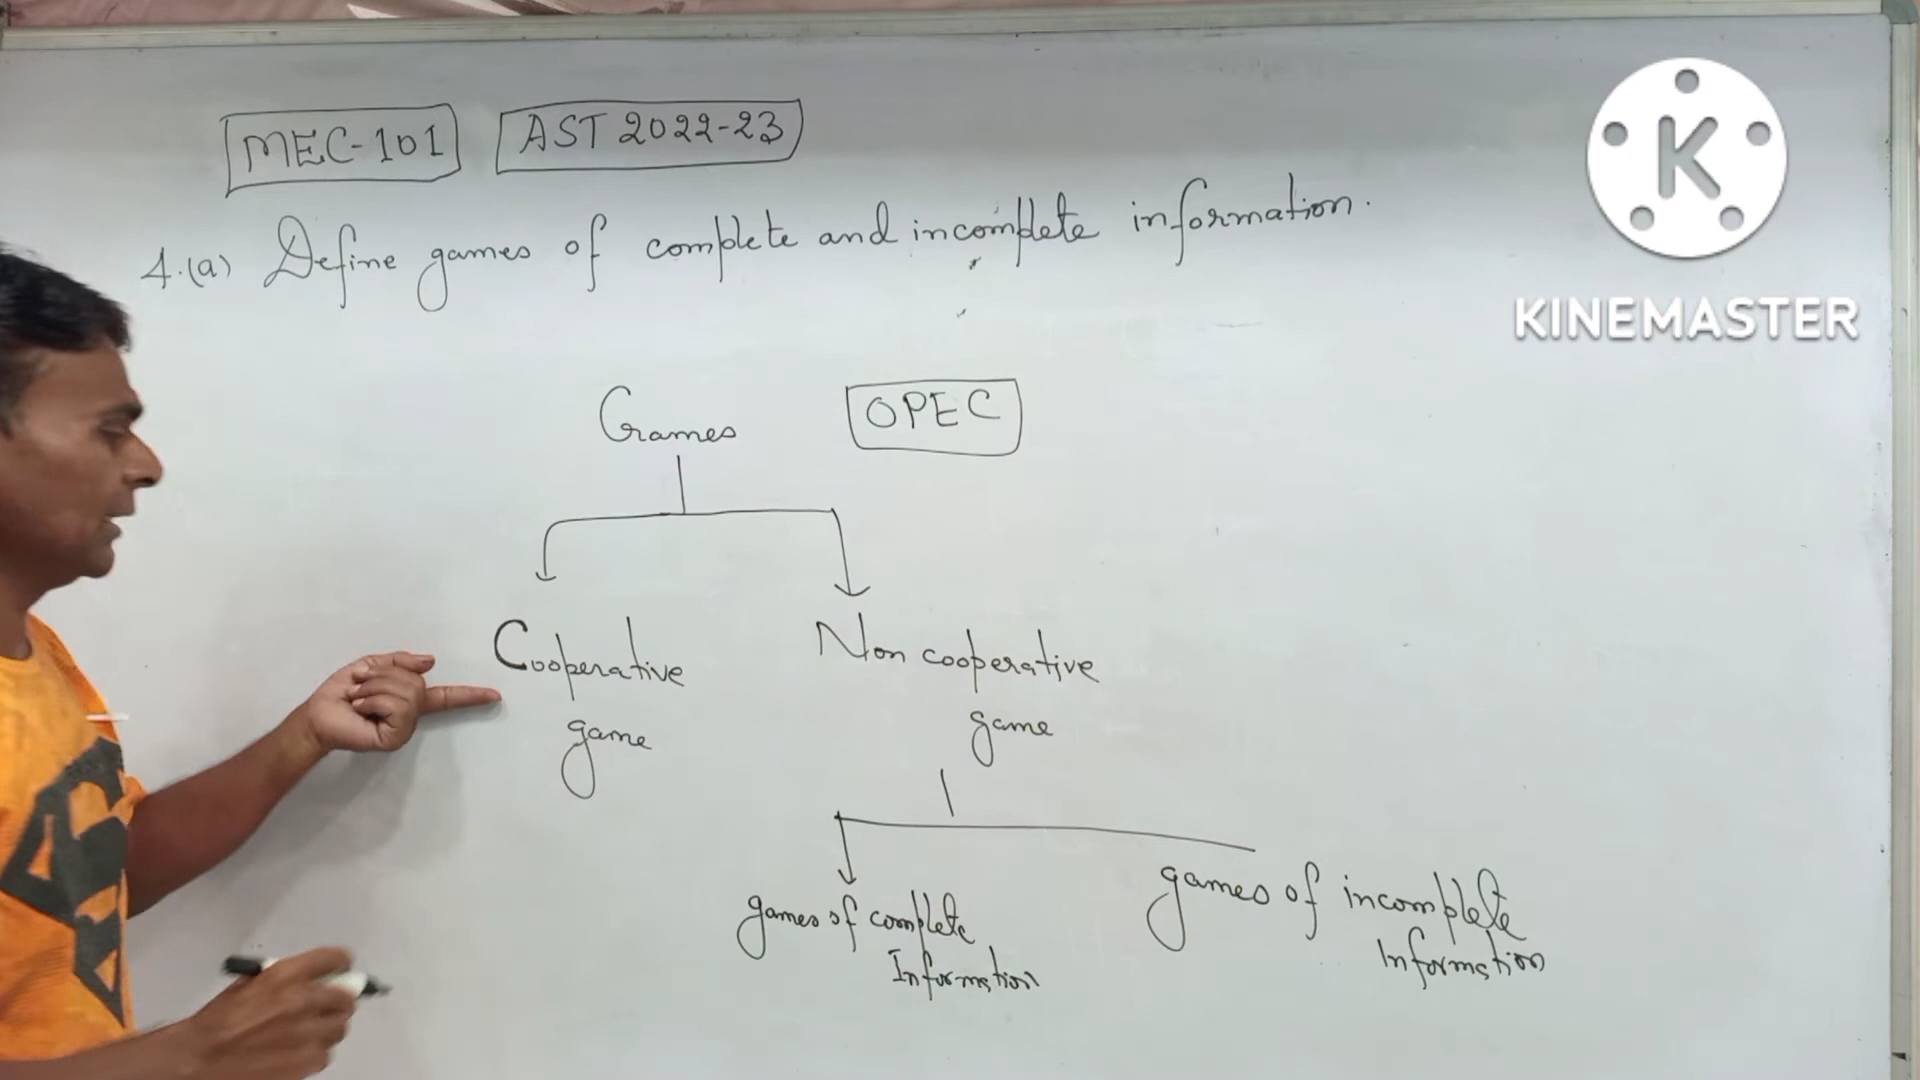 MEC-101 AST 2022-23
K
KINEMASTER
4.(a) Define games of complete and incomplete information.
Games OPEC
Cooperative game
Non cooperative game
games of complete Information
games of incomplete Information